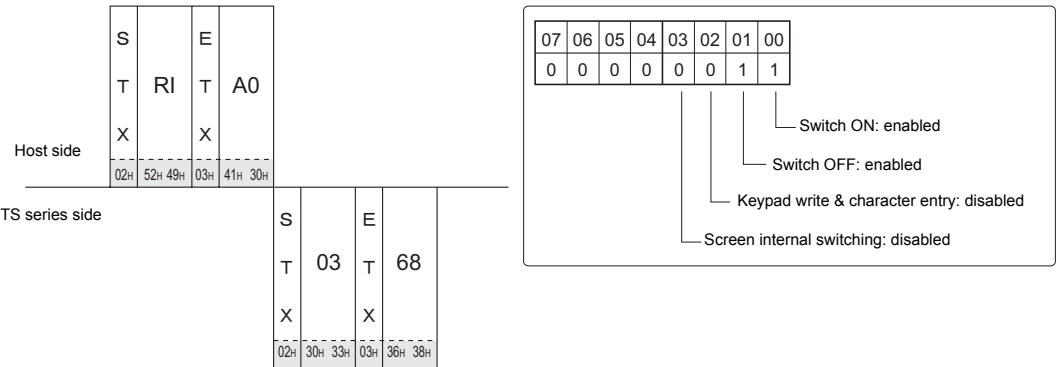 S T X RI E T X A0
Host side
02H 52H 49H 03H 41H 30H
TS series side
S T X 03 E T X 68
02H 30H 33H 03H 36H 38H
07 06 05 04 03 02 01 00
0 0 0 0 0 0 1 1
Switch ON: enabled
Switch OFF: enabled
Keypad write & character entry: disabled
Screen internal switching: disabled